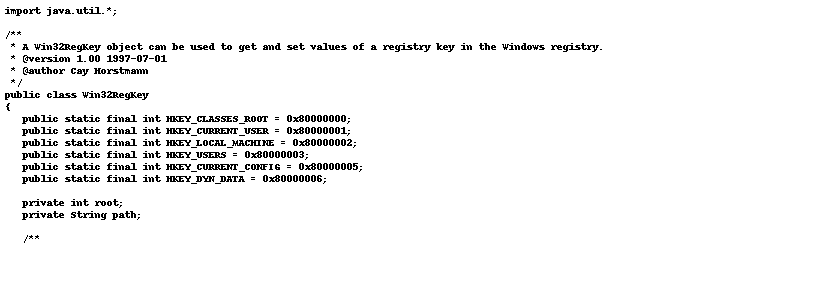 import java.util.*;
/**
 * A Win32RegKey object can be used to get and set values of a registry key in the Windows registry.
 * @version 1.00 1997-07-01
 * @author Cay Horstmann
 */
public class Win32RegKey
{
   public static final int HKEY_CLASSES_ROOT = 0x80000000;
   public static final int HKEY_CURRENT_USER = 0x80000001;
   public static final int HKEY_LOCAL_MACHINE = 0x80000002;
   public static final int HKEY_USERS = 0x80000003;
   public static final int HKEY_CURRENT_CONFIG = 0x80000005;
   public static final int HKEY_DYN_DATA = 0x80000006;
   private int root;
   private String path;
   /**